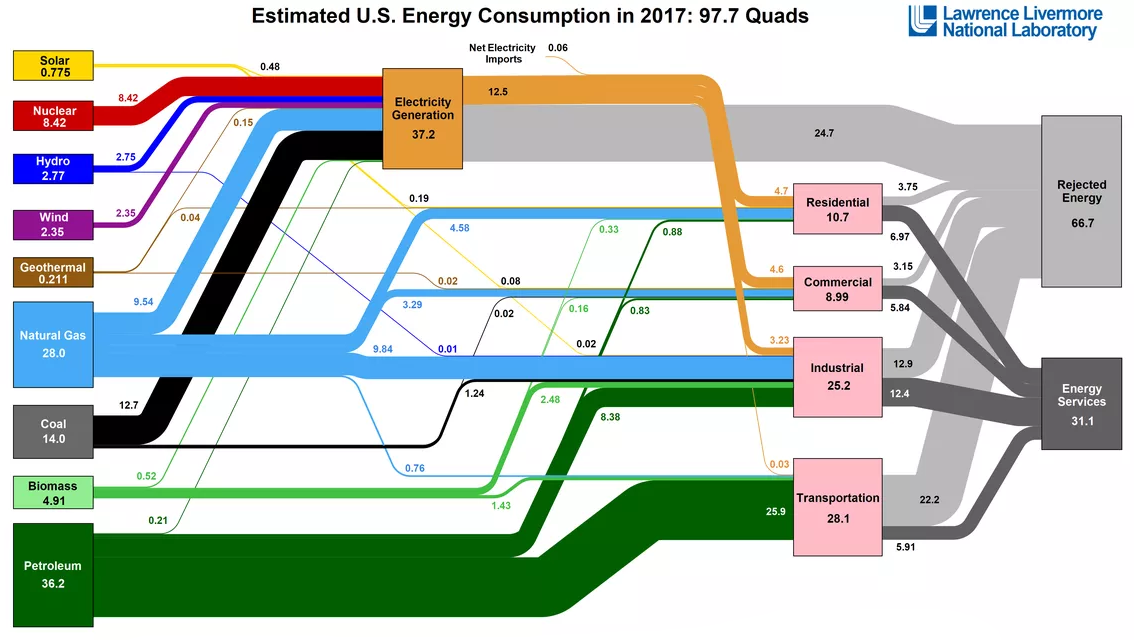 Estimated U.S. Energy Consumption in 2017: 97.7 Quads
Lawrence Livermore
National Laboratory
Net Electricity
Imports
0.06
Solar
0.775
0.48
Nuclear
8.42
8.42
Electricity
Generation
37.2
12.5
24.7
0.15
Hydro
2.77
2.75
Wind
2.35
2.35
0.04
0.19
4.7
Residential
10.7
3.75
6.97
Rejected
Energy
66.7
4.58
0.33
0.88
Geothermal
0.211
0.02
0.08
4.6
Commercial
8.99
3.15
5.84
9.54
3.29
0.02
0.16
0.83
Natural Gas
28.0
9.84
0.01
0.02
3.23
Industrial
25.2
12.9
12.4
Energy
Services
31.1
Coal
14.0
12.7
1.24
2.48
8.38
0.76
0.03
Biomass
4.91
0.52
1.43
0.21
Transportation
28.1
25.9
22.2
5.91
Petroleum
36.2